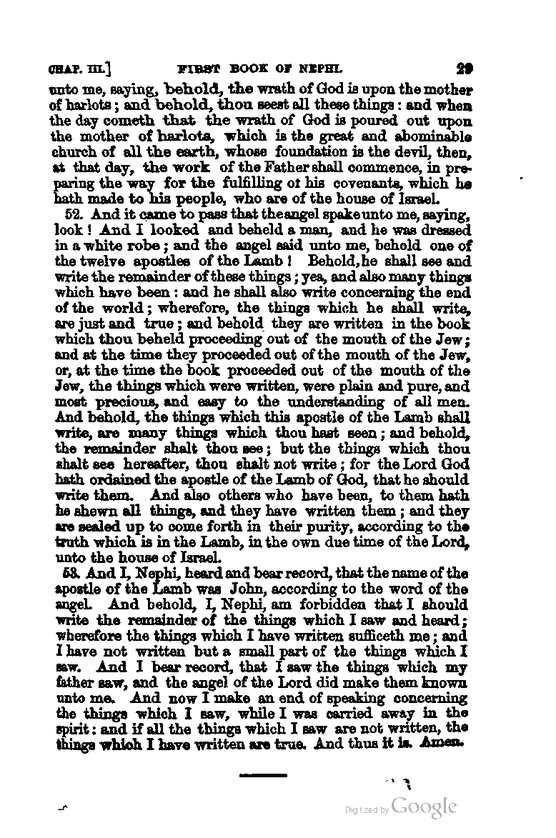 CHAP. III.] FIRST BOOK OF NEPHI. 29
unto me, saying, behold, the wrath of God is upon the mother
of harlots; and behold, thou seest all these things: and when
the day cometh that the wrath of God is poured out upon
the mother of harlots, which is the great and abominable
church of all the earth, whose foundation is the devil, then,
at that day, the work of the Father shall commence, in pre-
paring the way for the fulfilling of his covenants, which he
hath made to his people, who are of the house of Israel.
52. And it came to pass that the angel spake unto me, saying,
look! And I looked and beheld a man, and he was dressed
in a white robe; and the angel said unto me, behold one of
the twelve apostles of the Lamb! Behold, he shall see and
write the remainder of these things; yea, and also many things
which have been: and he shall also write concerning the end
of the world; wherefore, the things which he shall write,
are just and true; and behold they are written in the book
which thou beheld proceeding out of the mouth of the Jew;
and at the time they proceeded out of the mouth of the Jew,
or, at the time the book proceeded out of the mouth of the
Jew, the things which were written, were plain and pure, and
most precious, and easy to the understanding of all men.
And behold, the things which this apostle of the Lamb shall
write, are many things which thou hast seen; and behold,
the remainder shalt thou see; but the things which thou
shalt see hereafter, thou shalt not write; for the Lord God
hath ordained the apostle of the Lamb of God, that he should
write them. And also others who have been, to them hath
he shewn all things, and they have written them; and they
are sealed up to come forth in their purity, according to the
truth which is in the Lamb, in the own due time of the Lord,
unto the house of Israel.
53. And I, Nephi, heard and bear record, that the name of the
apostle of the Lamb was John, according to the word of the
angel. And behold, I, Nephi, am forbidden that I should
write the remainder of the things which I saw and heard;
wherefore the things which I have written sufficeth me; and
I have not written but a small part of the things which I
saw. And I bear record, that I saw the things which my
father saw, and the angel of the Lord did make them known
unto me. And now I make an end of speaking concerning
the things which I saw, while I was carried away in the
spirit: and if all the things which I saw are not written, the
things which I have written are true. And thus it is. Amen.
Digitized by Google